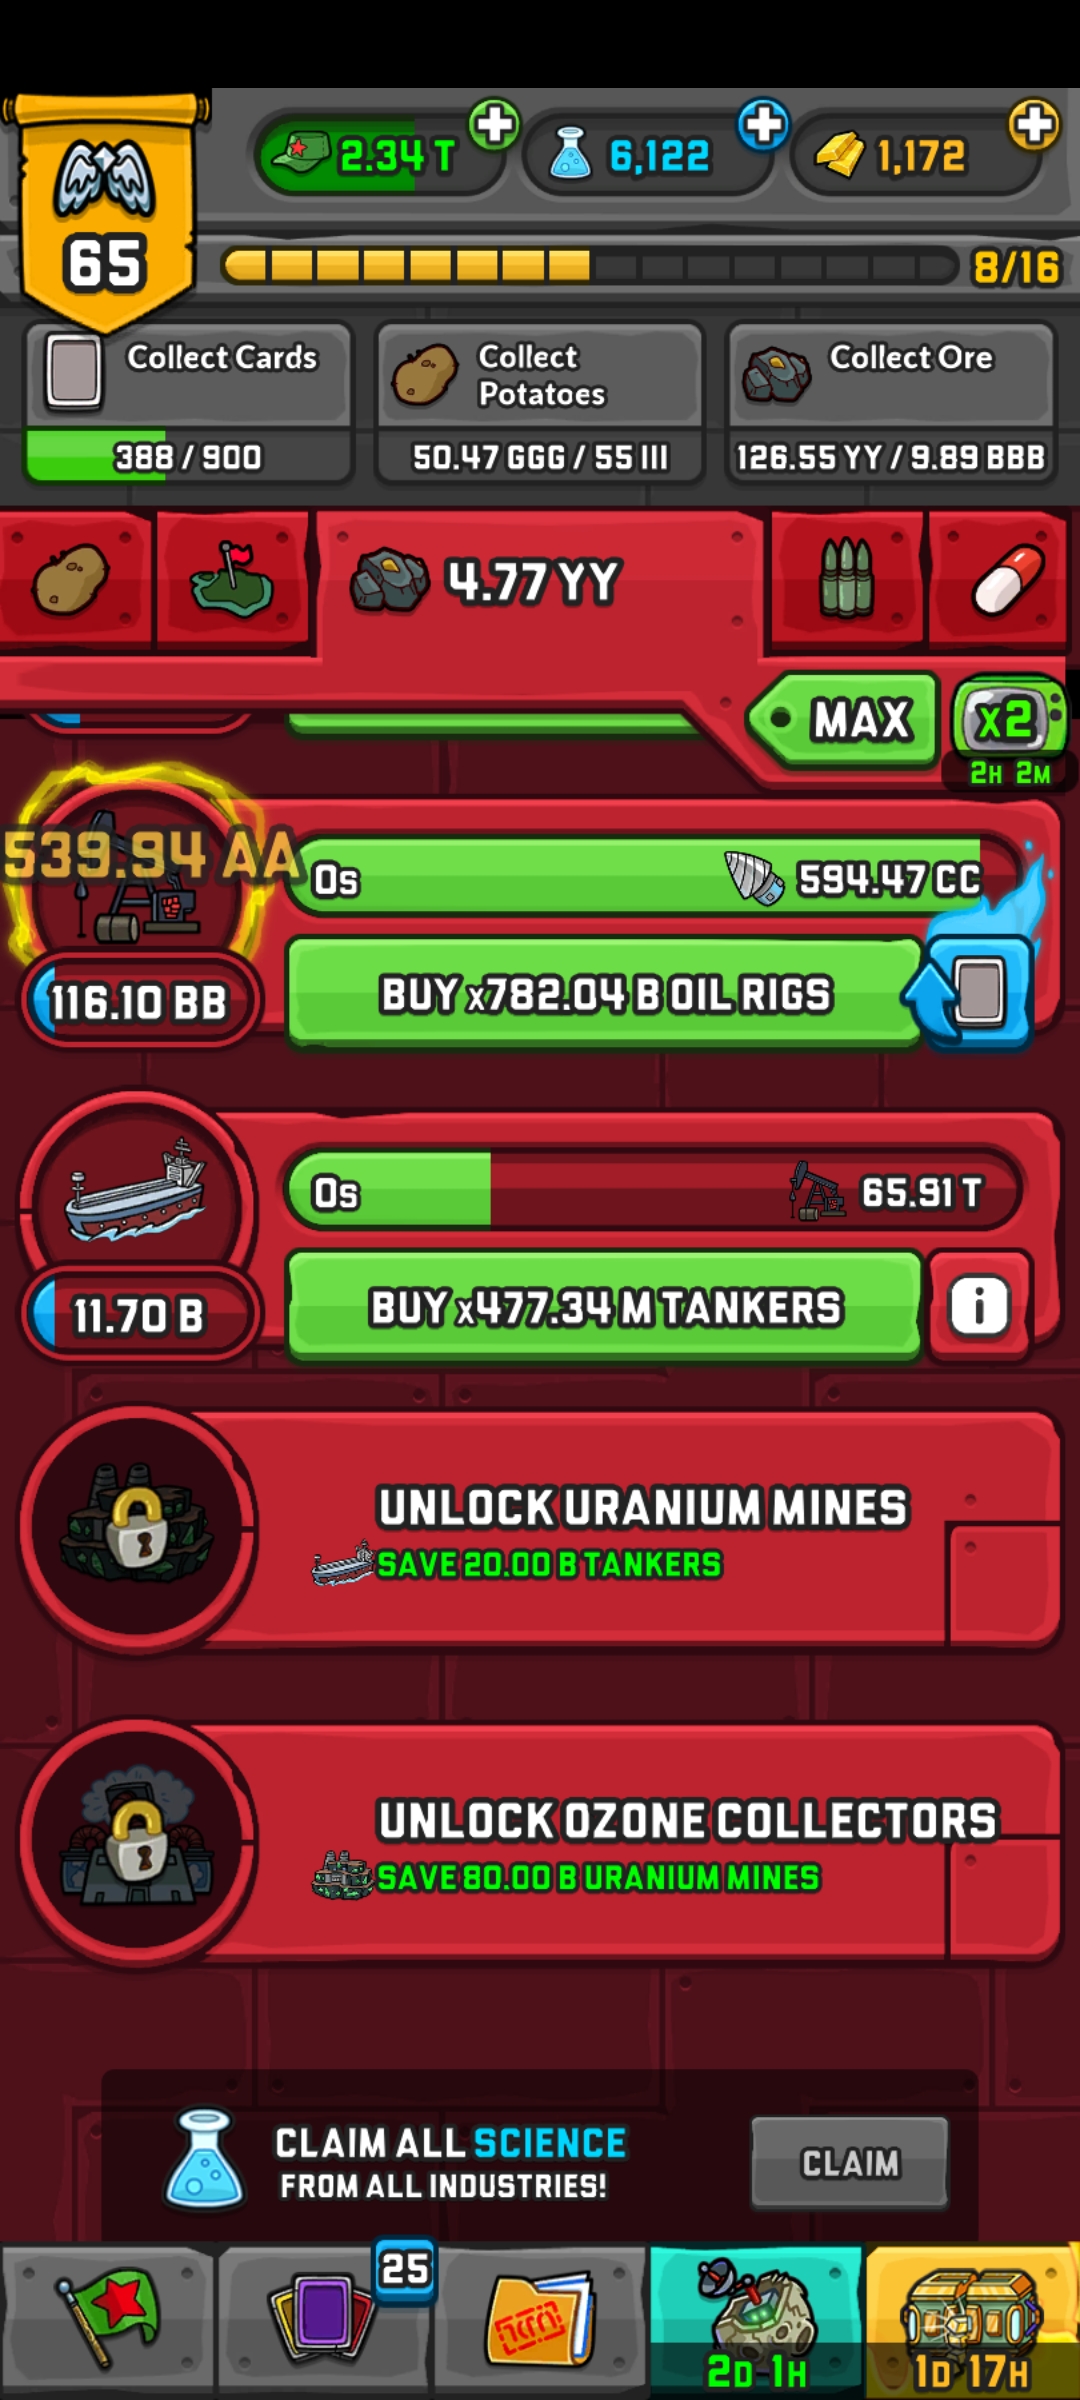 2.34 T
6,122
1,172
65
8/16
Collect Cards
388 / 900
Collect
Potatoes
50.47 GGG / 55 III
Collect Ore
126.55 YY / 9.89 BBB
4.77 YY
MAX
x2
2H 2M
539.94 AA
0s
594.47 CC
116.10 BB
BUY x782.04 B OIL RIGS
0s
65.91 T
11.70 B
BUY x477.34 M TANKERS
i
UNLOCK URANIUM MINES
SAVE 20.00 B TANKERS
UNLOCK OZONE COLLECTORS
SAVE 80.00 B URANIUM MINES
CLAIM ALL SCIENCE
FROM ALL INDUSTRIES!
CLAIM
25
2D 1H
1D 17H